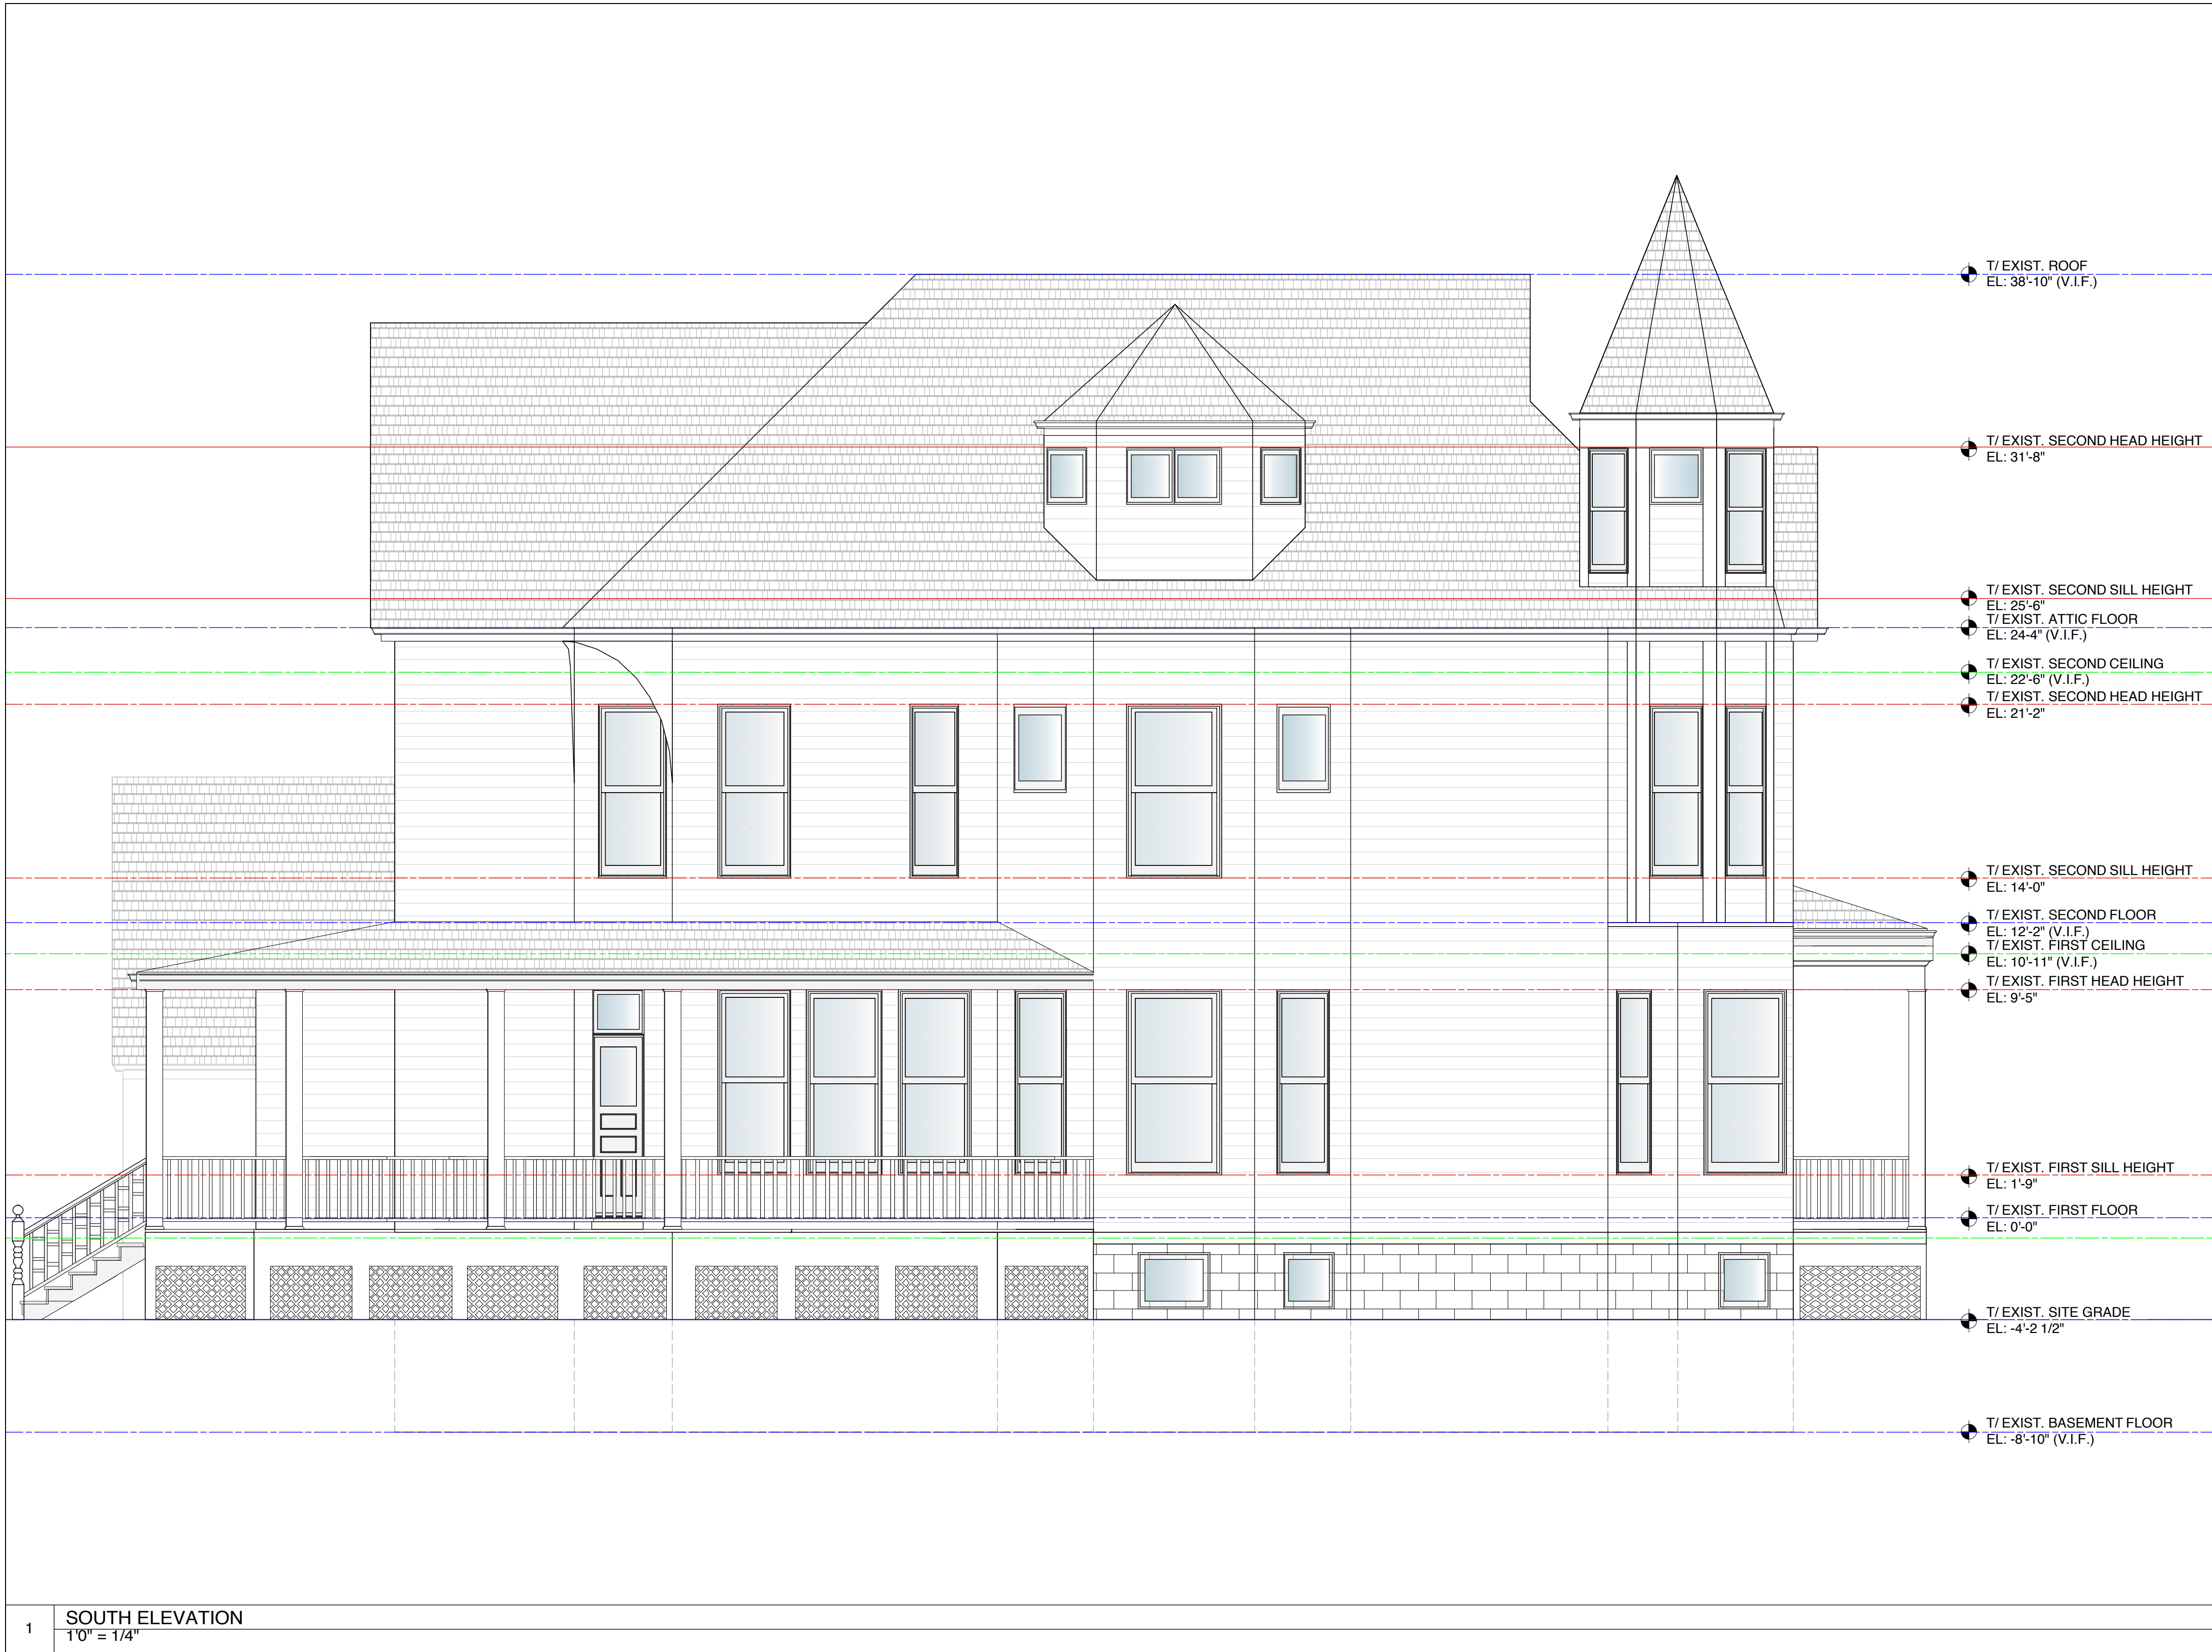 T/ EXIST. ROOF
EL: 38'-10" (V.I.F.)
T/ EXIST. SECOND HEAD HEIGHT
EL: 31'-8"
T/ EXIST. SECOND SILL HEIGHT
EL: 25'-6"
T/ EXIST. ATTIC FLOOR
EL: 24-4" (V.I.F.)
T/ EXIST. SECOND CEILING
EL: 22'-6" (V.I.F.)
T/ EXIST. SECOND HEAD HEIGHT
EL: 21'-2"
T/ EXIST. SECOND SILL HEIGHT
EL: 14'-0"
T/ EXIST. SECOND FLOOR
EL: 12'-2" (V.I.F.)
T/ EXIST. FIRST CEILING
EL: 10'-11" (V.I.F.)
T/ EXIST. FIRST HEAD HEIGHT
EL: 9'-5"
T/ EXIST. FIRST SILL HEIGHT
EL: 1'-9"
T/ EXIST. FIRST FLOOR
EL: 0'-0"
T/ EXIST. SITE GRADE
EL: -4'-2 1/2"
T/ EXIST. BASEMENT FLOOR
EL: -8'-10" (V.I.F.)
1
SOUTH ELEVATION
1'0" = 1/4"